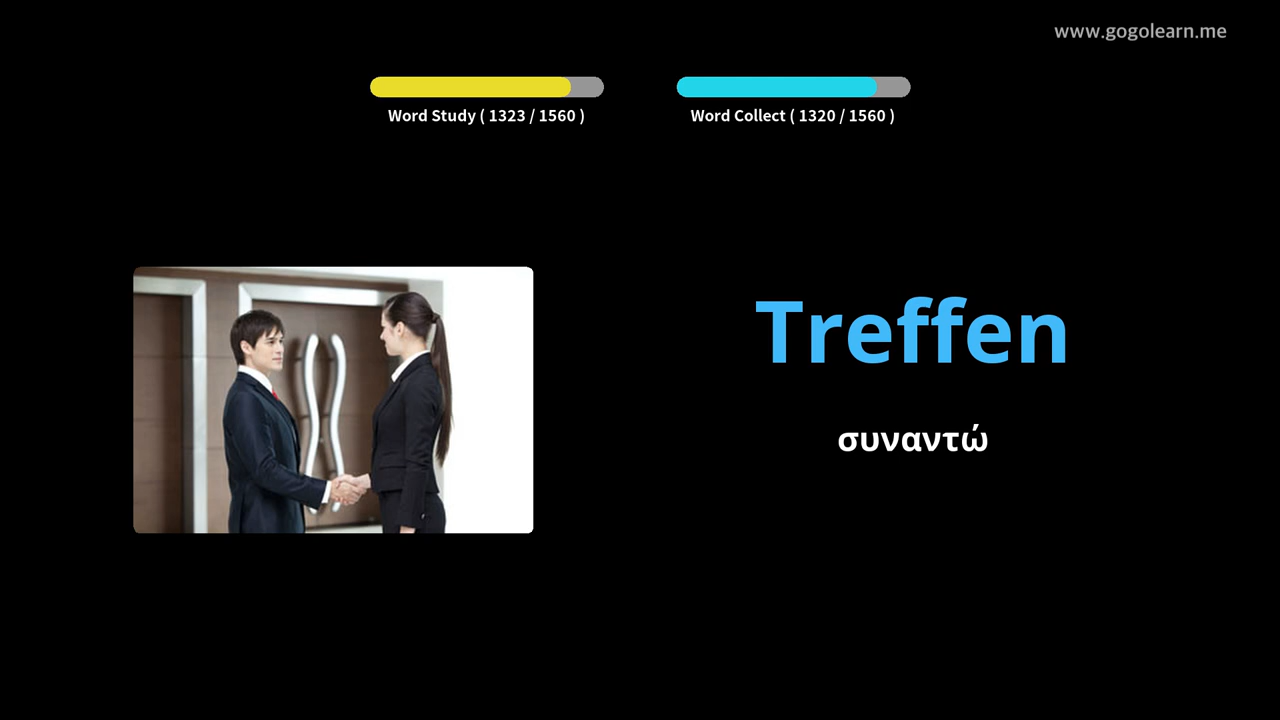 www.gogolearn.me
Word Study ( 1323 / 1560 )
Word Collect ( 1320 / 1560 )
Treffen
συναντώ